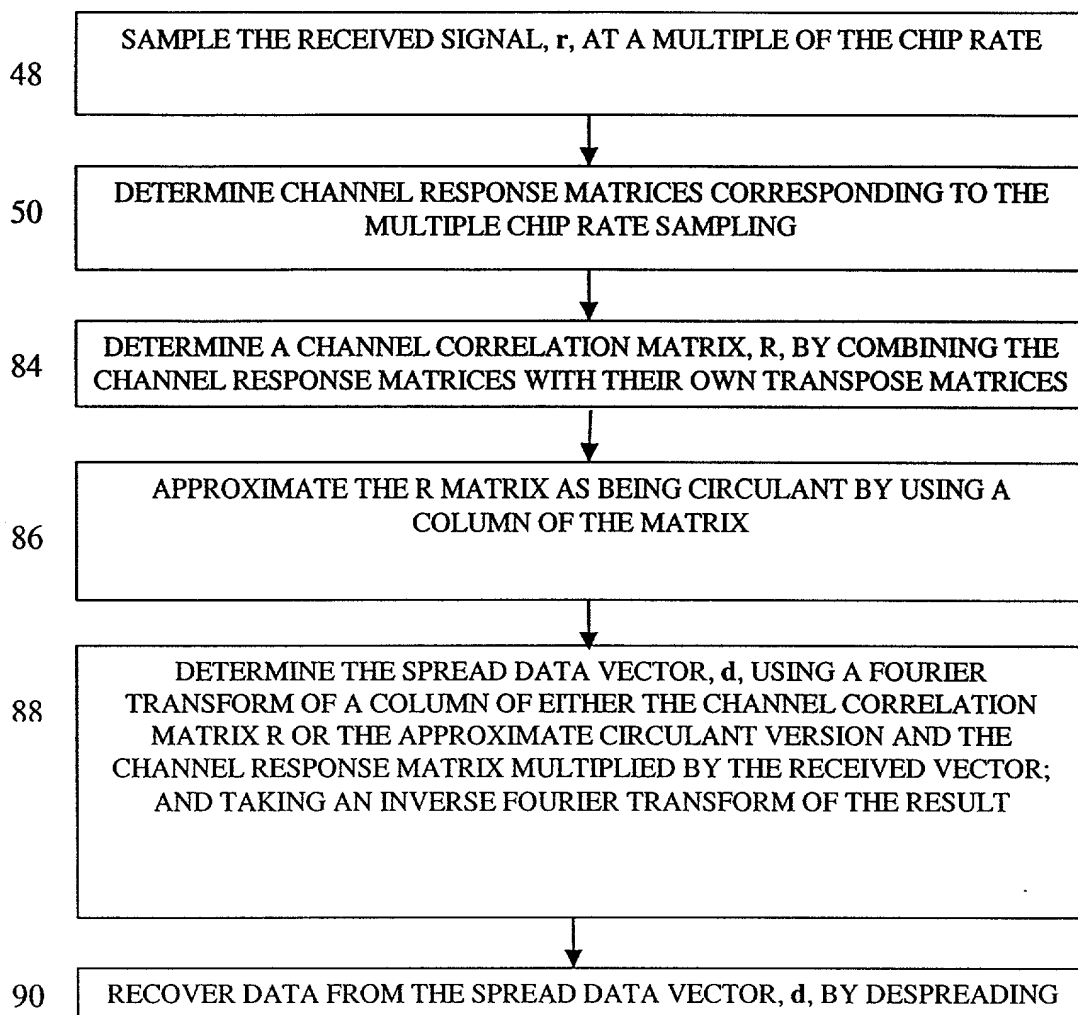 48
SAMPLE THE RECEIVED SIGNAL, r, AT A MULTIPLE OF THE CHIP RATE
50
DETERMINE CHANNEL RESPONSE MATRICES CORRESPONDING TO THE
MULTIPLE CHIP RATE SAMPLING
84
DETERMINE A CHANNEL CORRELATION MATRIX, R, BY COMBINING THE
CHANNEL RESPONSE MATRICES WITH THEIR OWN TRANSPOSE MATRICES
86
APPROXIMATE THE R MATRIX AS BEING CIRCULANT BY USING A
COLUMN OF THE MATRIX
88
DETERMINE THE SPREAD DATA VECTOR, d, USING A FOURIER
TRANSFORM OF A COLUMN OF EITHER THE CHANNEL CORRELATION
MATRIX R OR THE APPROXIMATE CIRCULANT VERSION AND THE
CHANNEL RESPONSE MATRIX MULTIPLIED BY THE RECEIVED VECTOR;
AND TAKING AN INVERSE FOURIER TRANSFORM OF THE RESULT
90
RECOVER DATA FROM THE SPREAD DATA VECTOR, d, BY DESPREADING